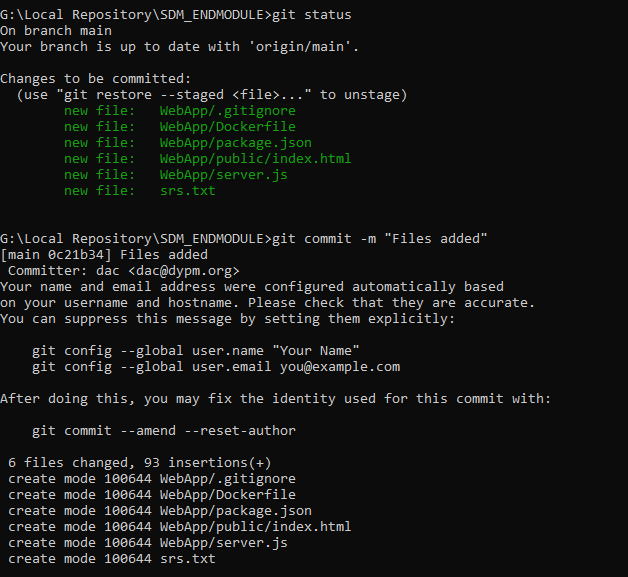 G:\Local Repository\SDM_ENDMODULE>git status
On branch main
Your branch is up to date with 'origin/main'.
Changes to be committed:
(use "git restore --staged <file>..." to unstage)
new file: WebApp/.gitignore
new file: WebApp/Dockerfile
new file: WebApp/package.json
new file: WebApp/public/index.html
new file: WebApp/server.js
new file: srs.txt
G:\Local Repository\SDM_ENDMODULE>git commit -m "Files added"
[main 0c21b34] Files added
Committer: dac <dac@dypm.org>
Your name and email address were configured automatically based
on your username and hostname. Please check that they are accurate.
You can suppress this message by setting them explicitly:
git config --global user.name "Your Name"
git config --global user.email you@example.com
After doing this, you may fix the identity used for this commit with:
git commit --amend --reset-author
6 files changed, 93 insertions(+)
create mode 100644 WebApp/.gitignore
create mode 100644 WebApp/Dockerfile
create mode 100644 WebApp/package.json
create mode 100644 WebApp/public/index.html
create mode 100644 WebApp/server.js
create mode 100644 srs.txt